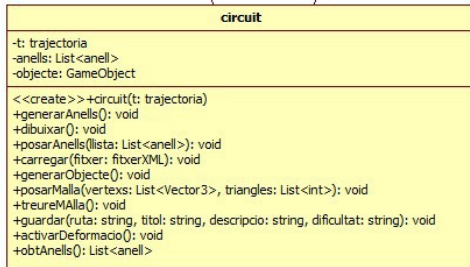 circuit
-t: trajectoria
-anells: List<anell>
-objecte: GameObject
<<create>>+circuit(t: trajectoria)
+generarAnells(): void
+dibuixar(): void
+posarAnells(llista: List<anell>): void
+carregar(fitxer: fitxerXML): void
+generarObjecte(): void
+posarMalla(vertexs: List<Vector3>, triangles: List<int>): void
+treureMAlla(): void
+guardar(ruta: string, titol: string, descripcio: string, dificultat: string): void
+activarDeformacio(): void
+obtAnells(): List<anell>